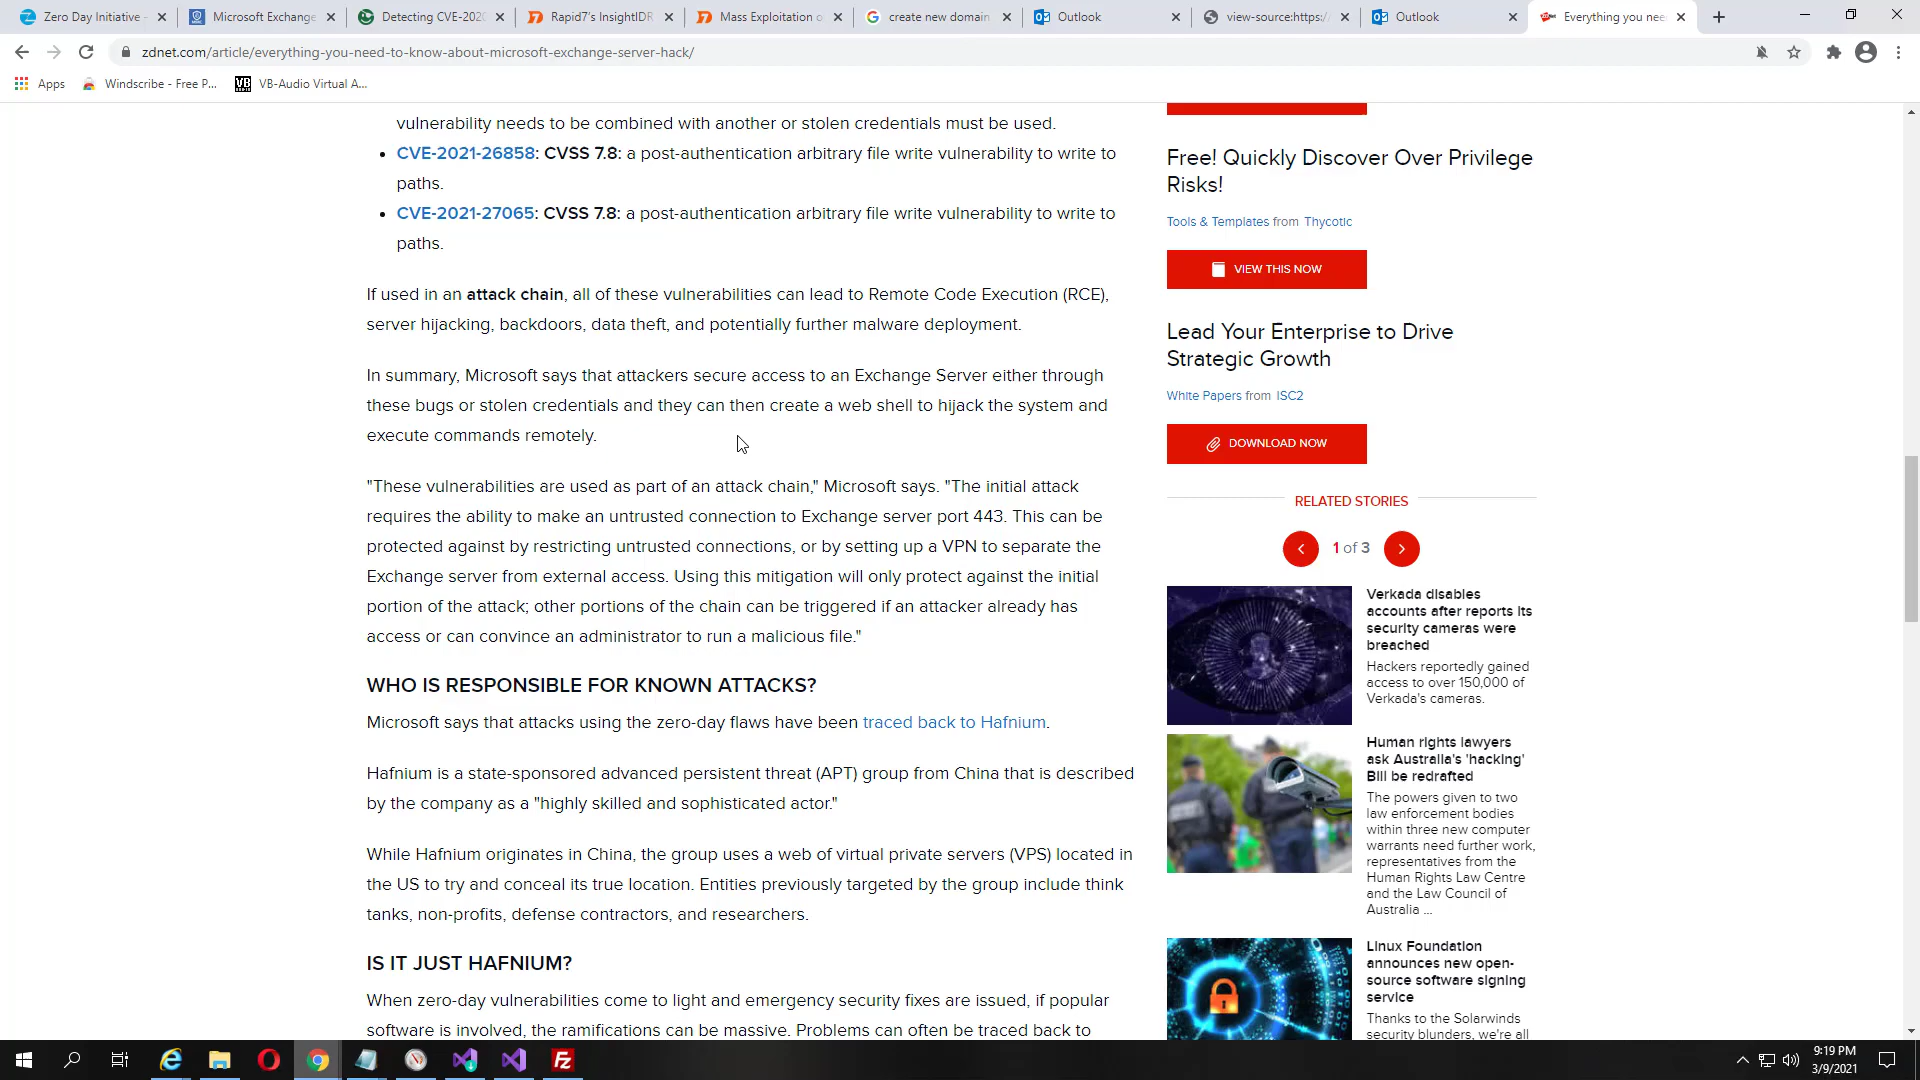 Zero Day Initiative -
Microsoft Exchange
Detecting CVE-2020
Rapid7's InsightIDR
Mass Exploitation o
create new domain
Outlook
view-source:https:/
Outlook
Everything you nee
zdnet.com/article/everything-you-need-to-know-about-microsoft-exchange-server-hack/
Apps
Windscribe - Free P...
VB-Audio Virtual A...
vulnerability needs to be combined with another or stolen credentials must be used.
• CVE-2021-26858: CVSS 7.8: a post-authentication arbitrary file write vulnerability to write to
paths.
• CVE-2021-27065: CVSS 7.8: a post-authentication arbitrary file write vulnerability to write to
paths.
If used in an attack chain, all of these vulnerabilities can lead to Remote Code Execution (RCE),
server hijacking, backdoors, data theft, and potentially further malware deployment.
In summary, Microsoft says that attackers secure access to an Exchange Server either through
these bugs or stolen credentials and they can then create a web shell to hijack the system and
execute commands remotely.
"These vulnerabilities are used as part of an attack chain," Microsoft says. "The initial attack
requires the ability to make an untrusted connection to Exchange server port 443. This can be
protected against by restricting untrusted connections, or by setting up a VPN to separate the
Exchange server from external access. Using this mitigation will only protect against the initial
portion of the attack; other portions of the chain can be triggered if an attacker already has
access or can convince an administrator to run a malicious file."
WHO IS RESPONSIBLE FOR KNOWN ATTACKS?
Microsoft says that attacks using the zero-day flaws have been traced back to Hafnium.
Hafnium is a state-sponsored advanced persistent threat (APT) group from China that is described
by the company as a "highly skilled and sophisticated actor."
While Hafnium originates in China, the group uses a web of virtual private servers (VPS) located in
the US to try and conceal its true location. Entities previously targeted by the group include think
tanks, non-profits, defense contractors, and researchers.
IS IT JUST HAFNIUM?
When zero-day vulnerabilities come to light and emergency security fixes are issued, if popular
software is involved, the ramifications can be massive. Problems can often be traced back to
Free! Quickly Discover Over Privilege
Risks!
Tools & Templates from Thycotic
VIEW THIS NOW
Lead Your Enterprise to Drive
Strategic Growth
White Papers from ISC2
DOWNLOAD NOW
RELATED STORIES
1 of 3
Verkada disables
accounts after reports its
security cameras were
breached
Hackers reportedly gained
access to over 150,000 of
Verkada's cameras.
Human rights lawyers
ask Australia's 'hacking'
Bill be redrafted
The powers given to two
law enforcement bodies
within three new computer
warrants need further work,
representatives from the
Human Rights Law Centre
and the Law Council of
Australia ...
Linux Foundation
announces new open-
source software signing
service
Thanks to the Solarwinds
security blunders, we're all
9:19 PM
3/9/2021